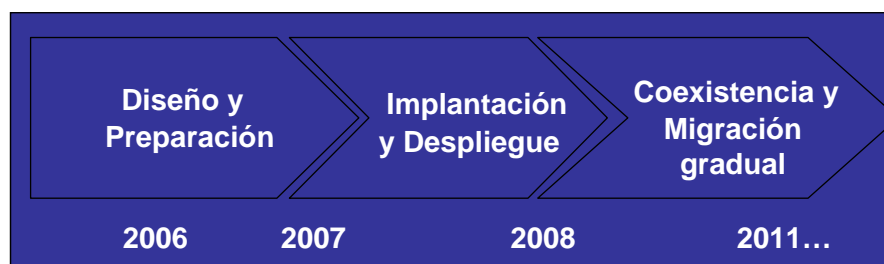 Diseño y
Preparación
Implantación
y Despliegue
Coexistencia y
Migración
gradual
2006 2007 2008 2011…